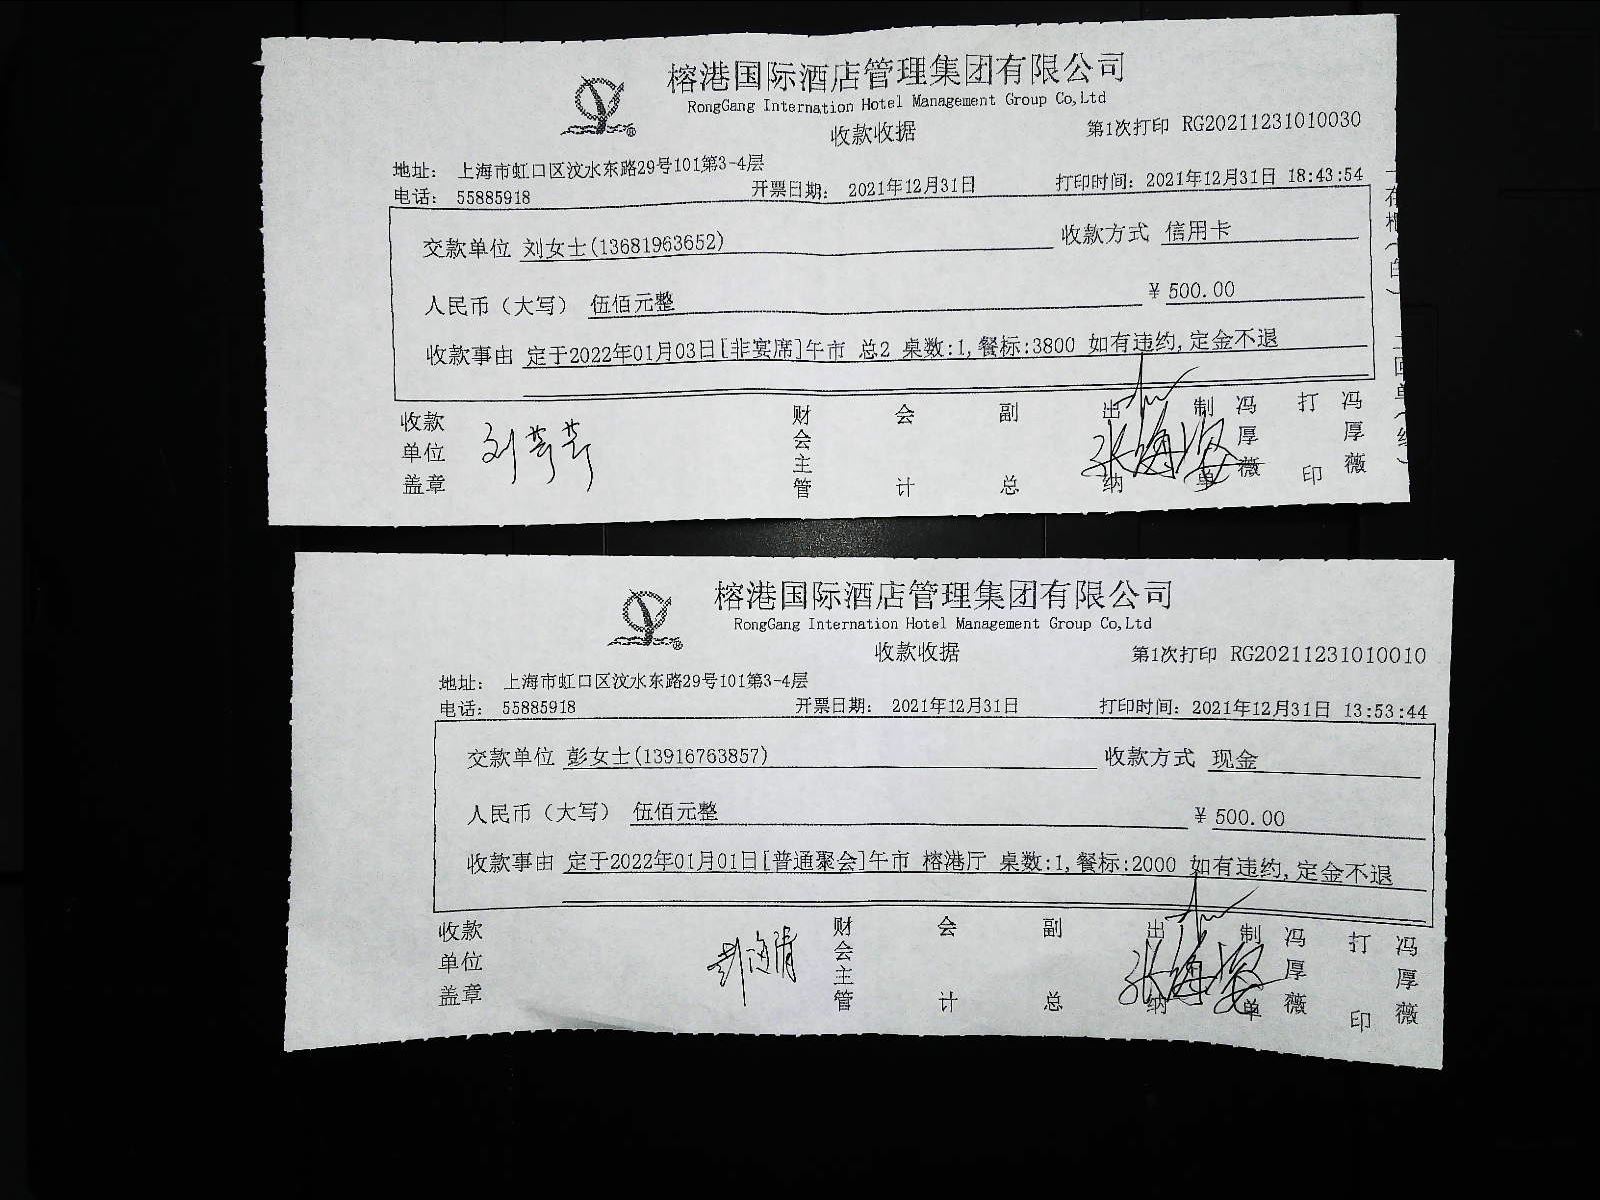 榕港国际酒店管理集团有限公司
RongGang Internation Hotel Management Group Co,Ltd
收款收据
第1次打印 RG20211231010030
地址: 上海市虹口区汶水东路29号101第3-4层
电话: 55885918 开票日期: 2021年12月31日 打印时间: 2021年12月31日 18:43:54
交款单位 刘女士(13681963652) 收款方式 信用卡
人民币(大写) 伍佰元整 ¥ 500.00
收款事由 定于2022年01月03日[非宴席]午市 总2 桌数:1,餐标:3800 如有违约,定金不退
收款单位盖章 财会主管 会计 副总 出纳 制单 冯厚薇 打印 冯厚薇
榕港国际酒店管理集团有限公司
RongGang Internation Hotel Management Group Co,Ltd
收款收据
第1次打印 RG20211231010010
地址: 上海市虹口区汶水东路29号101第3-4层
电话: 55885918 开票日期: 2021年12月31日 打印时间: 2021年12月31日 13:53:44
交款单位 彭女士(13916763857) 收款方式 现金
人民币(大写) 伍佰元整 ¥ 500.00
收款事由 定于2022年01月01日[普通聚会]午市 榕港厅 桌数:1,餐标:2000 如有违约,定金不退
收款单位盖章 财会主管 会计 副总 出纳 制单 冯厚薇 打印 冯厚薇